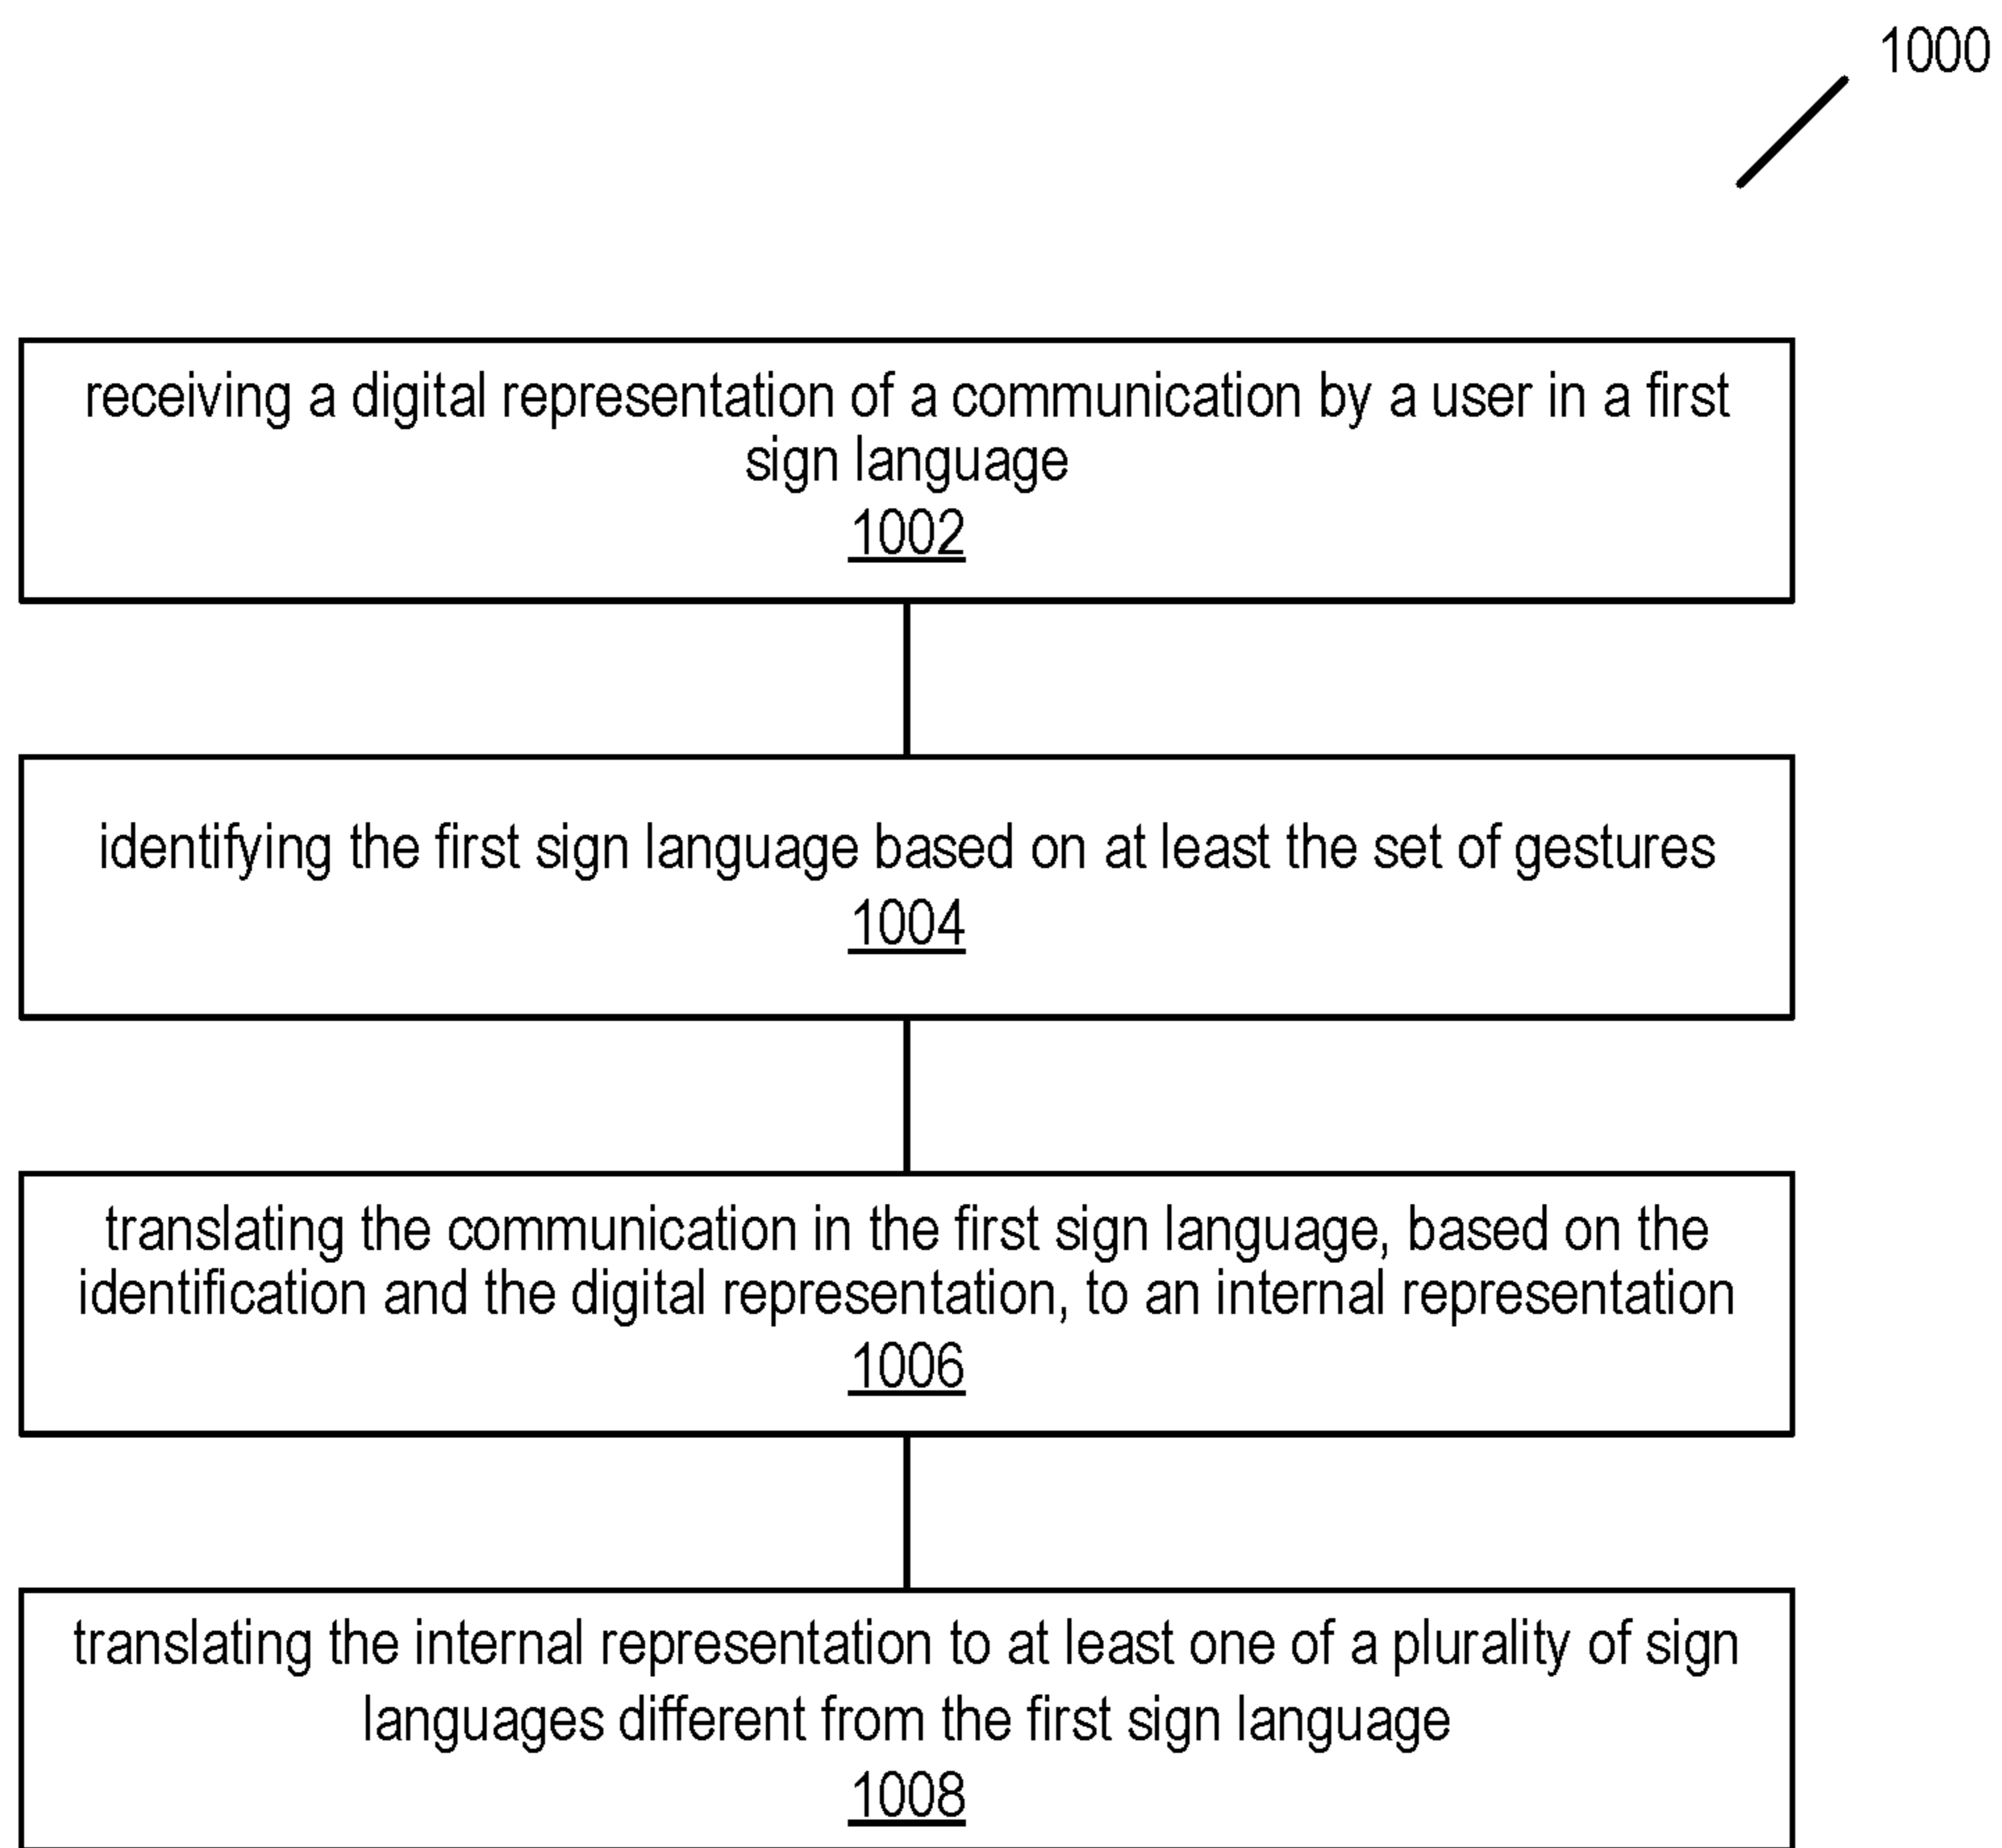 1000
receiving a digital representation of a communication by a user in a first
sign language
1002
identifying the first sign language based on at least the set of gestures
1004
translating the communication in the first sign language, based on the
identification and the digital representation, to an internal representation
1006
translating the internal representation to at least one of a plurality of sign
languages different from the first sign language
1008